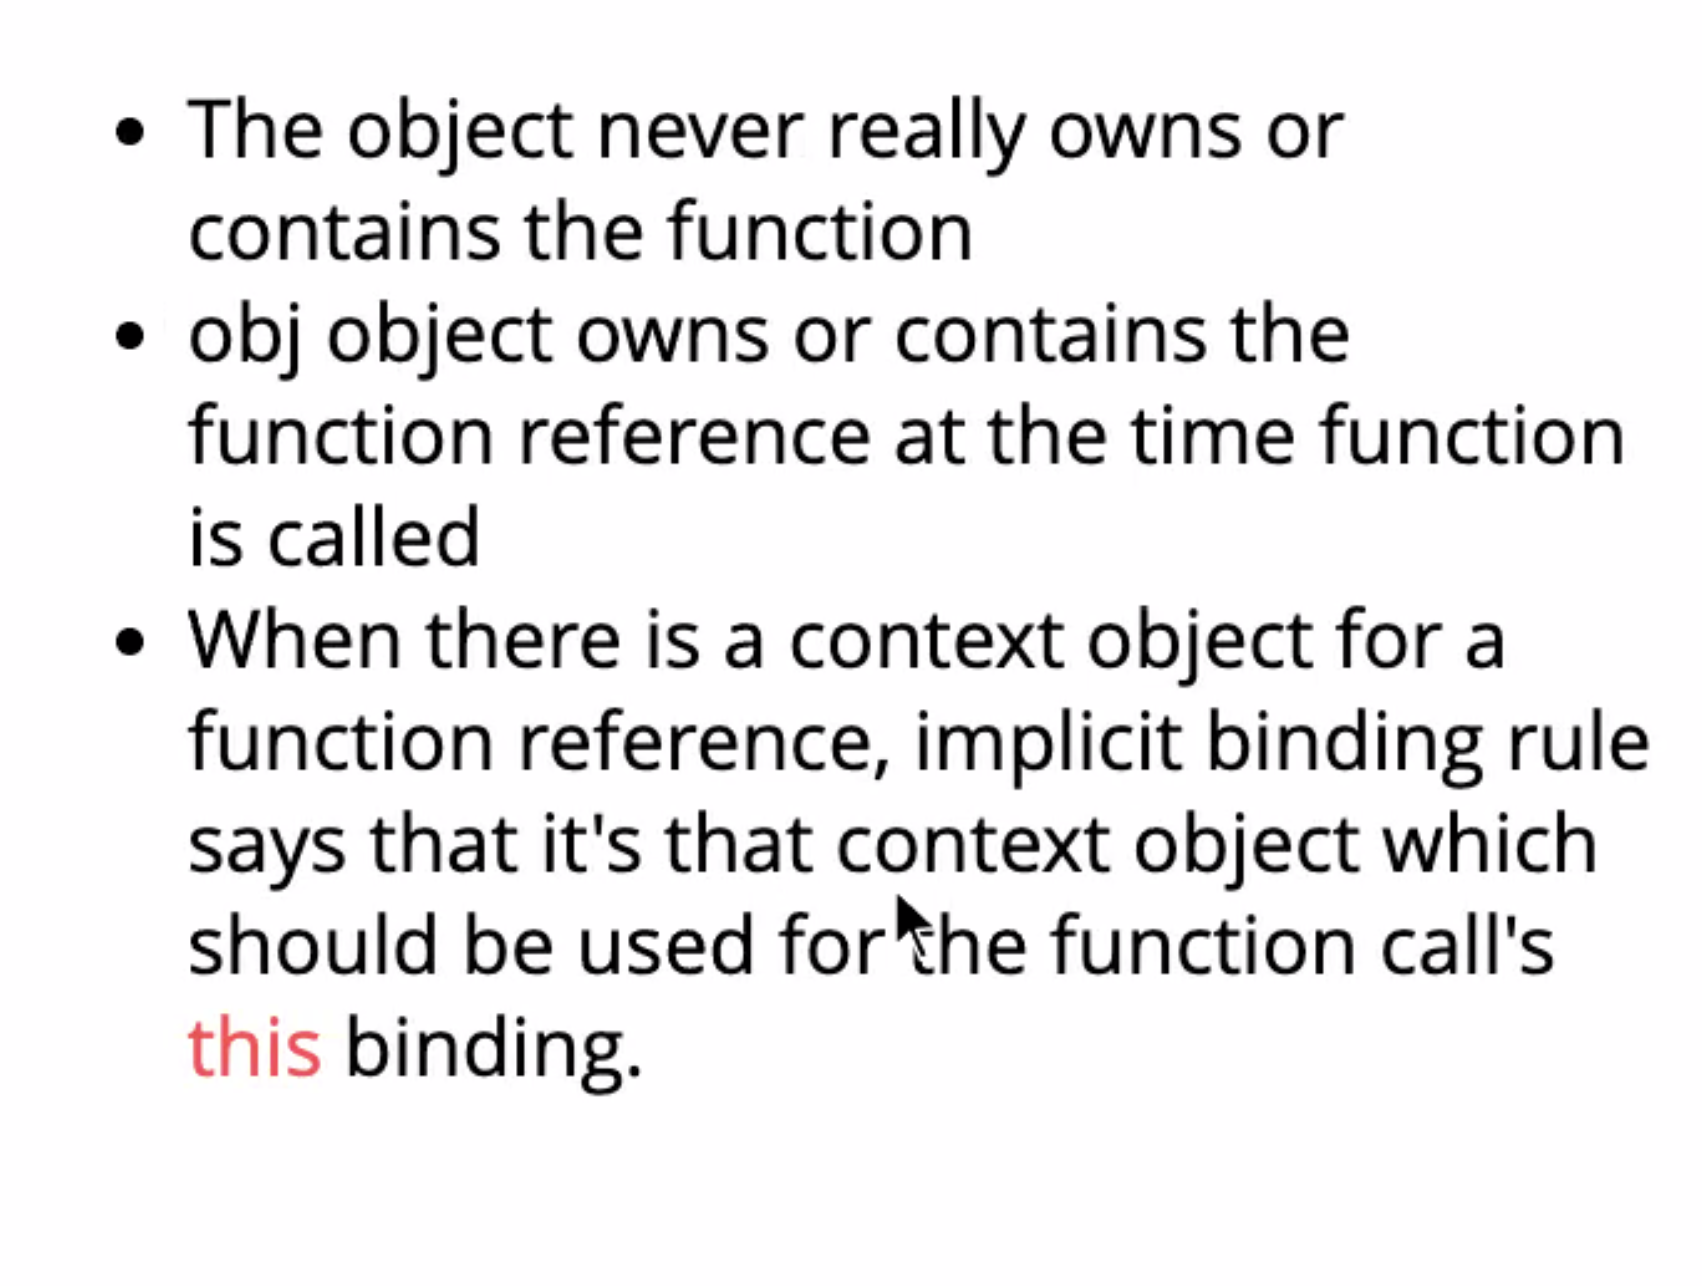 • The object never really owns or
contains the function
• obj object owns or contains the
function reference at the time function
is called
• When there is a context object for a
function reference, implicit binding rule
says that it's that context object which
should be used for the function call's
this binding.